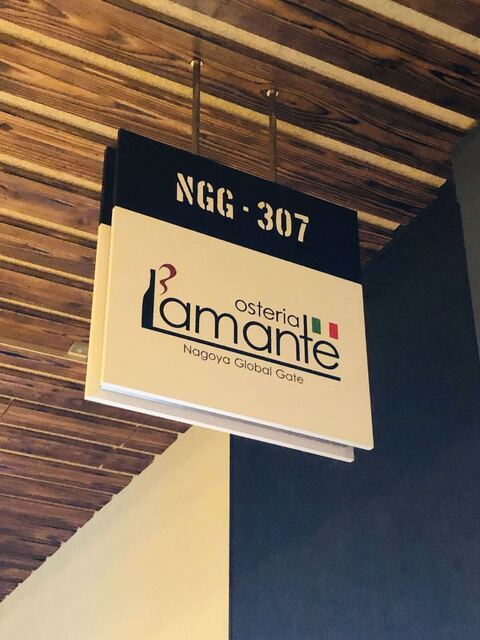 NGG-307
osteria
L'amante
Nagoya Global Gate